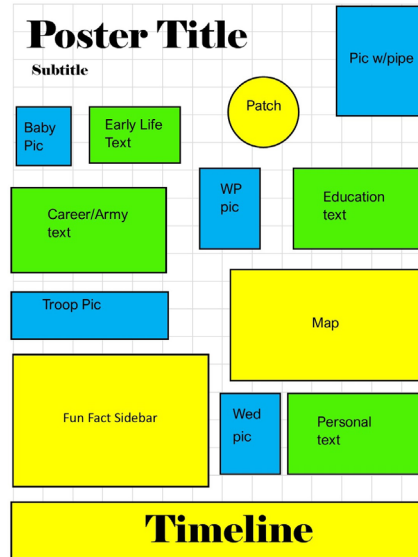 Poster Title
Subtitle
Pic w/pipe
Patch
Baby
Pic
Early Life
Text
WP
pic
Education
text
Career/Army
text
Troop Pic
Map
Fun Fact Sidebar
Wed
pic
Personal
text
Timeline